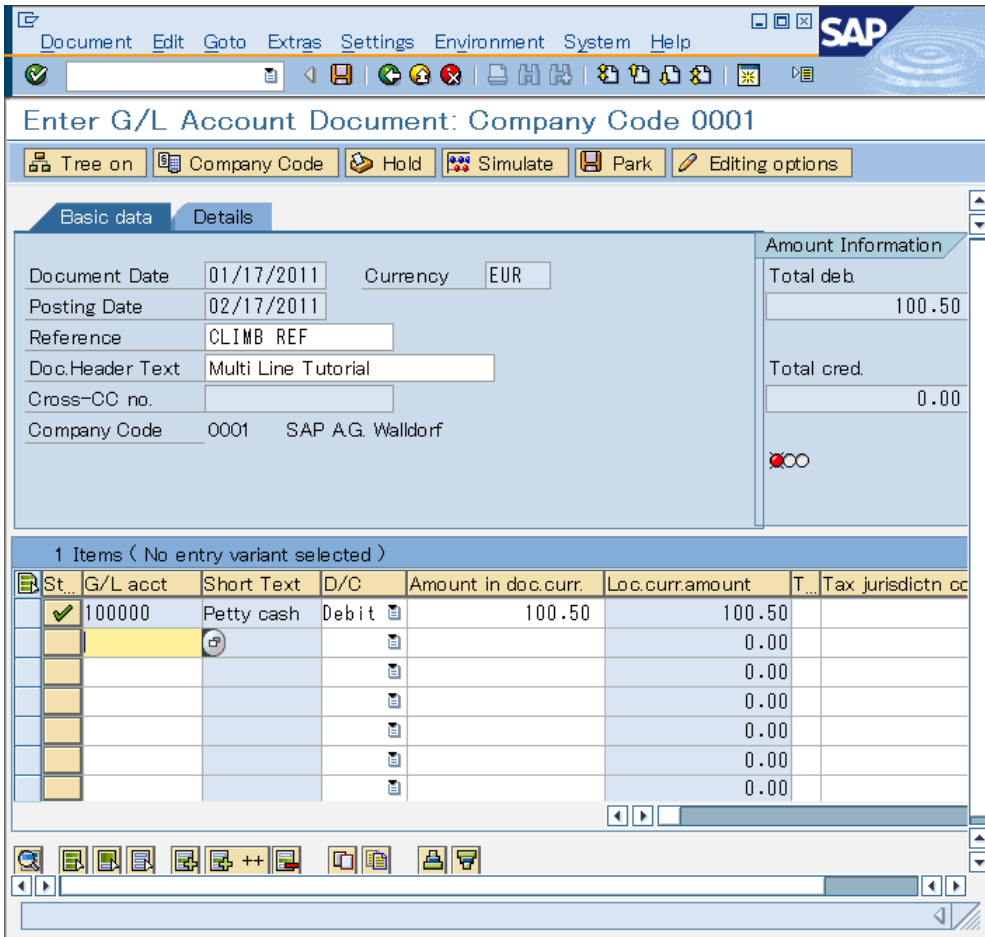 Document Edit Goto Extras Settings Environment System Help
SAP
Enter G/L Account Document: Company Code 0001
Tree on Company Code Hold Simulate Park Editing options
Basic data Details
Amount Information
Document Date 01/17/2011 Currency EUR Total deb.
Posting Date 02/17/2011 100.50
Reference CLIMB REF
Doc.Header Text Multi Line Tutorial Total cred.
Cross-CC no. 0.00
Company Code 0001 SAP A.G. Walldorf
1 Items ( No entry variant selected )
St... G/L acct Short Text D/C Amount in doc.curr. Loc.curr.amount T... Tax jurisdictn co
100000 Petty cash Debit 100.50 100.50
0.00
0.00
0.00
0.00
0.00
0.00
++